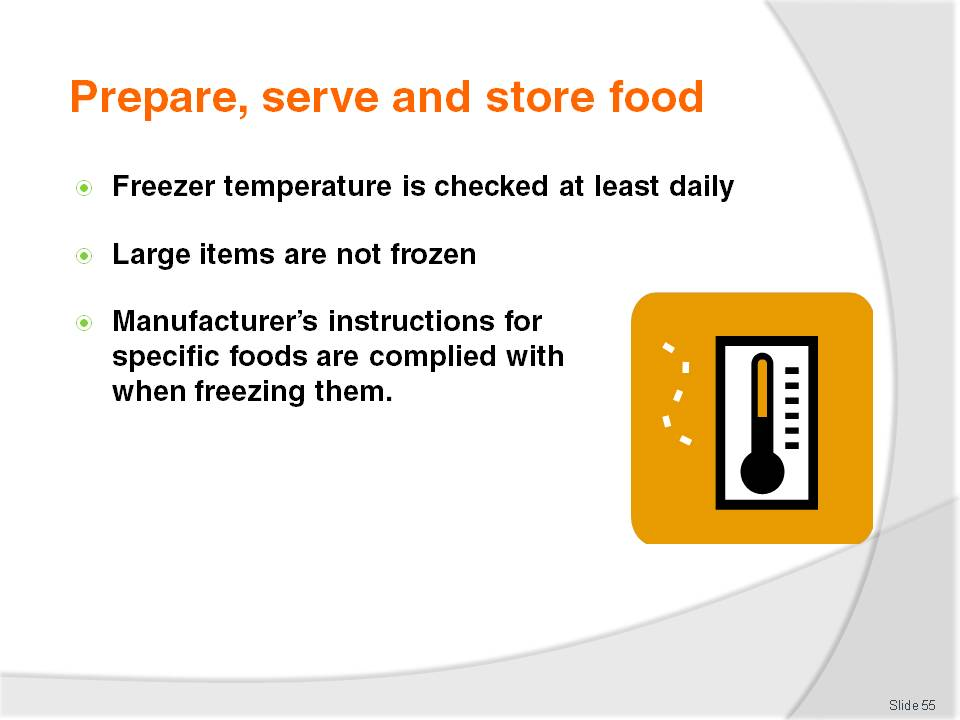 Prepare, serve and store food
Freezer temperature is checked at least daily
Large items are not frozen
Manufacturer’s instructions for
specific foods are complied with
when freezing them.
Slide 55